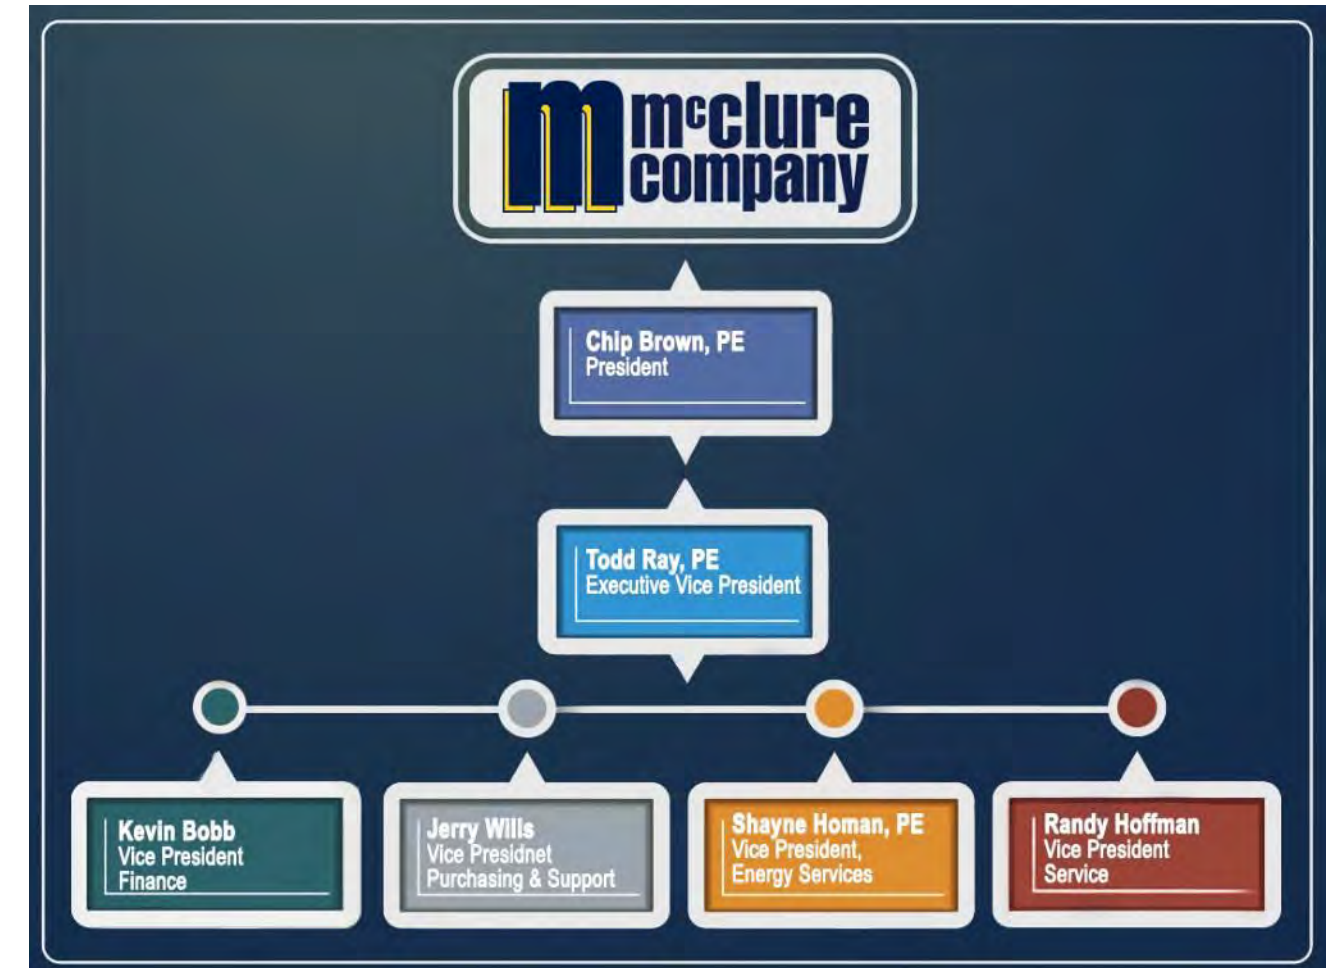 mcclure
company
Chip Brown, PE
President
Todd Ray, PE
Executive Vice President
Kevin Bobb
Vice President
Finance
Jerry Wills
Vice Presidnet
Purchasing & Support
Shayne Homan, PE
Vice President,
Energy Services
Randy Hoffman
Vice President
Service